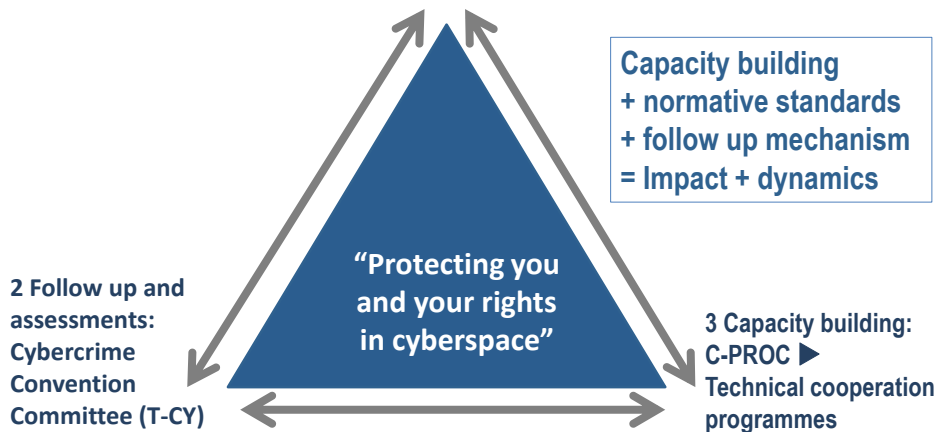 Capacity building
+ normative standards
+ follow up mechanism
= Impact + dynamics
“Protecting you
and your rights
in cyberspace”
2 Follow up and
assessments:
Cybercrime
Convention
Committee (T-CY)
3 Capacity building:
C-PROC ▶
Technical cooperation
programmes